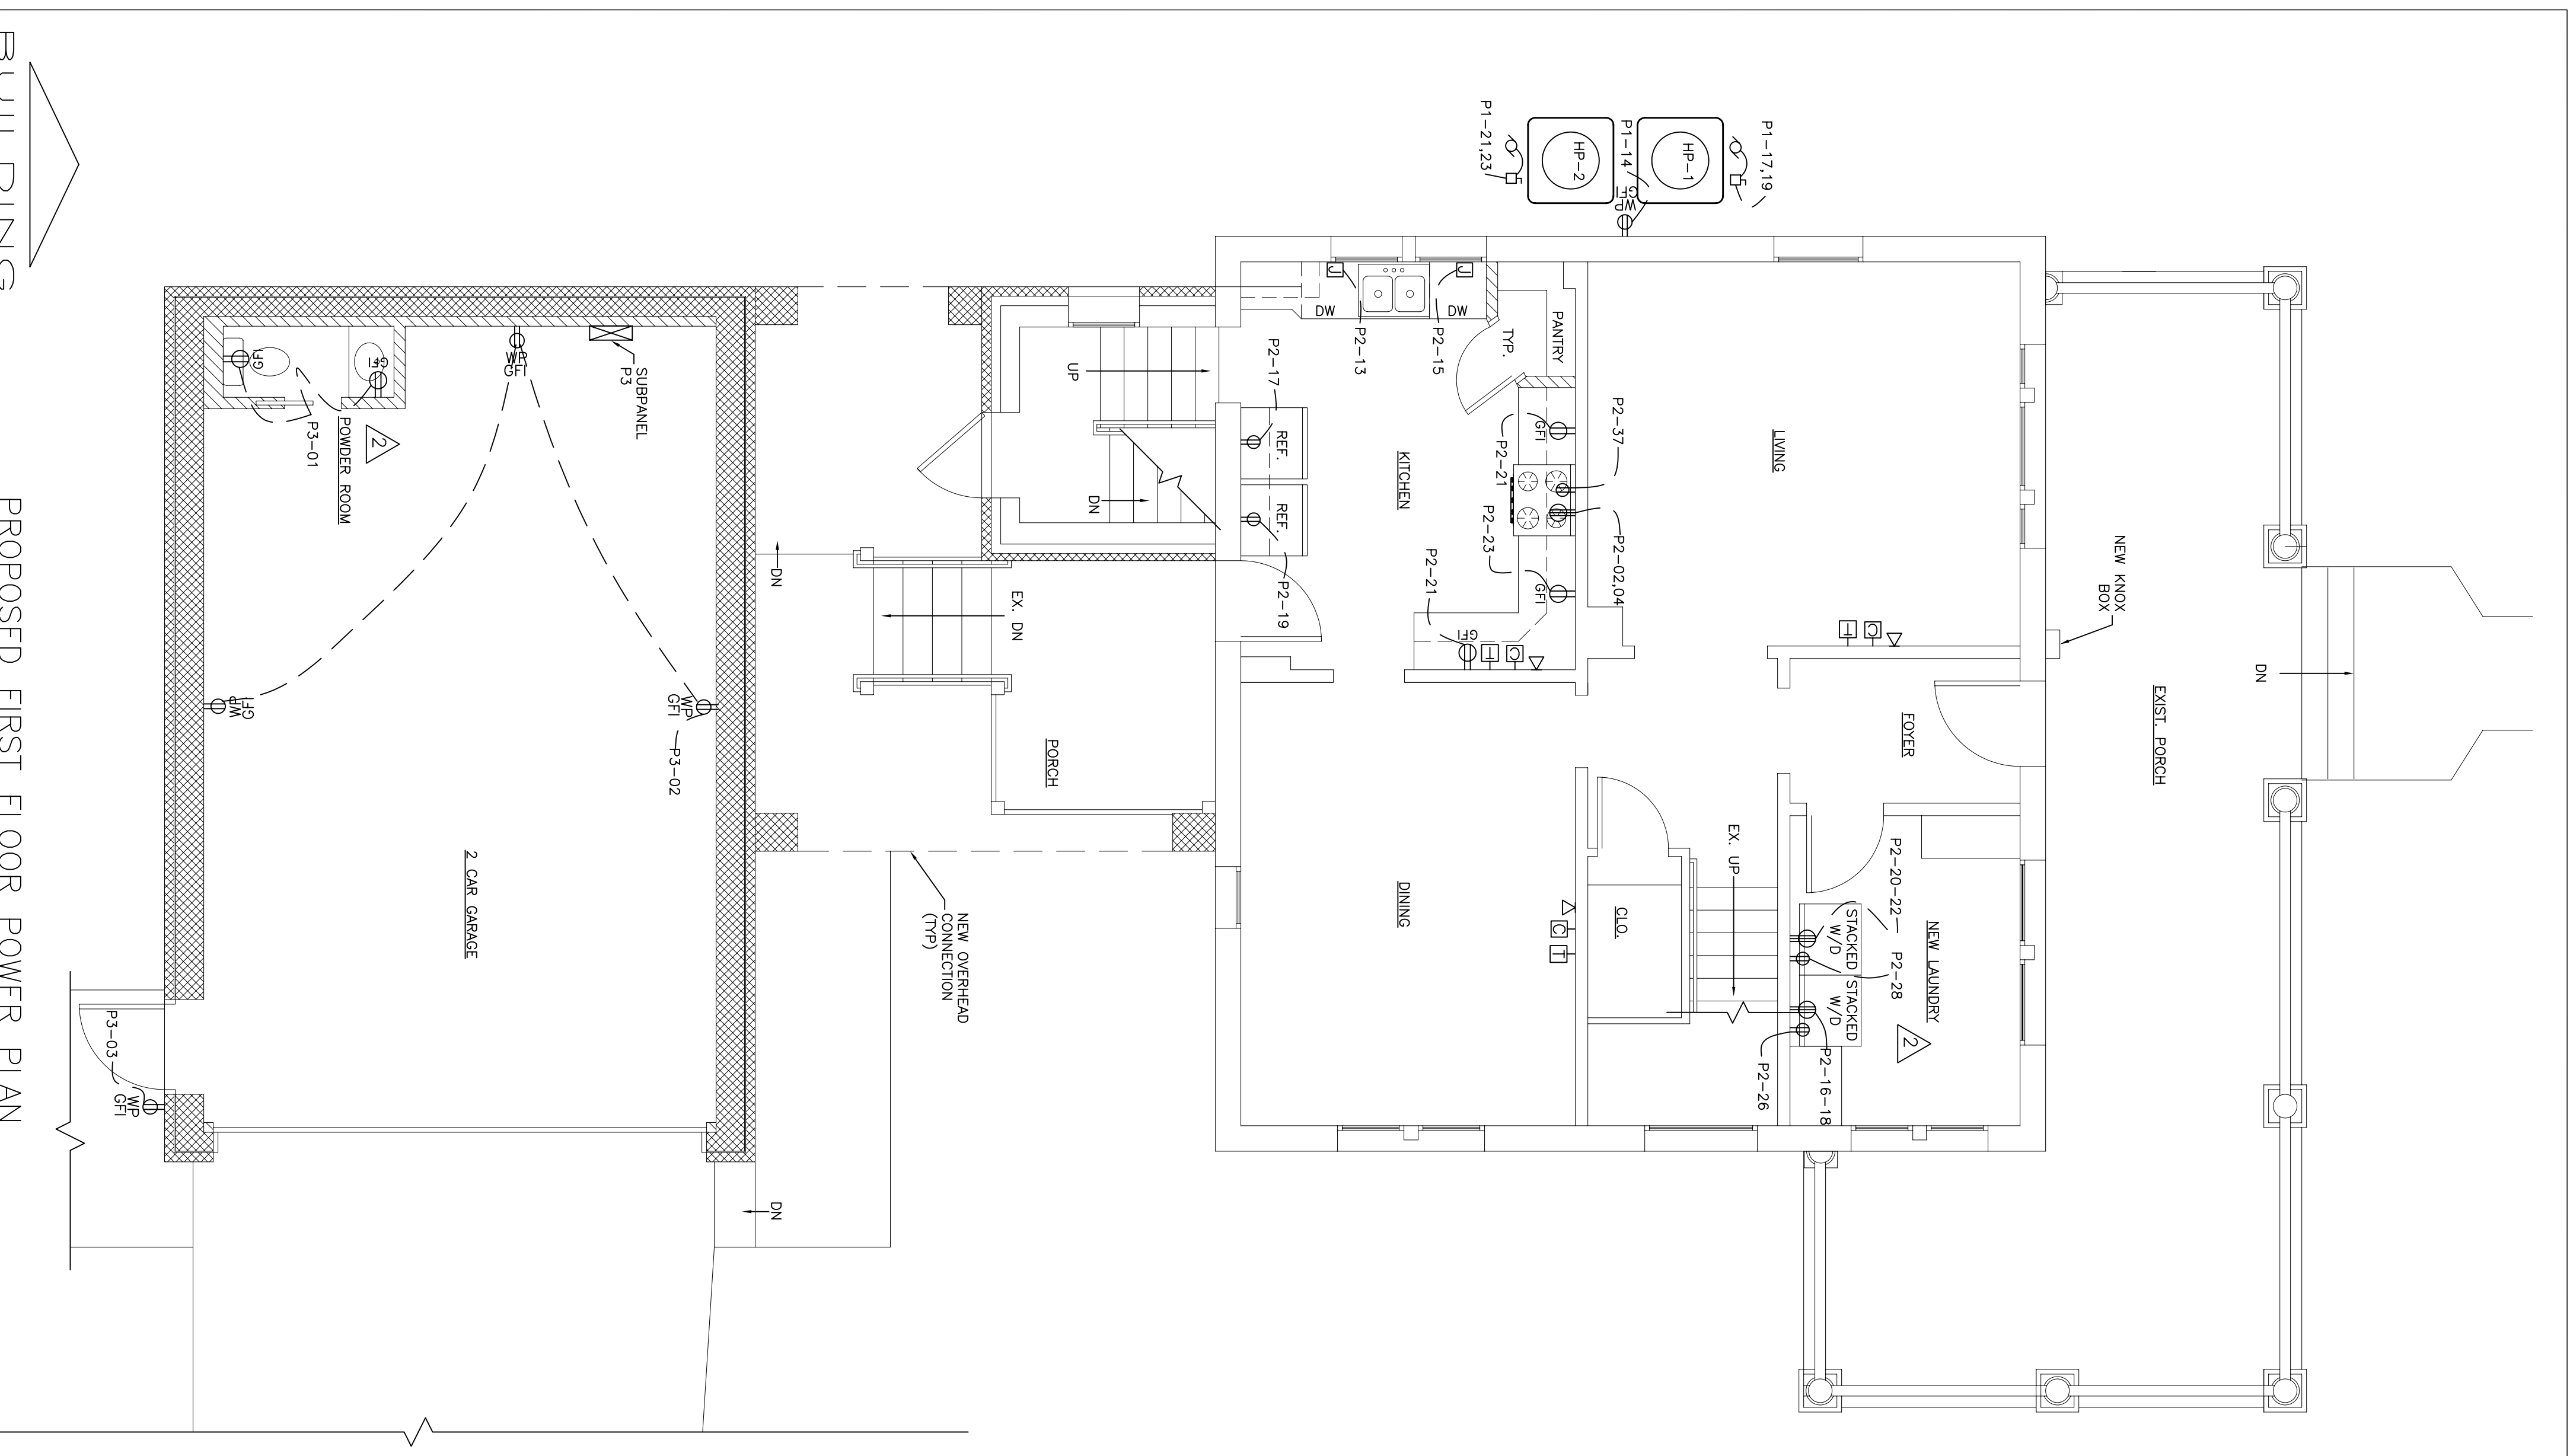 DN
NEW KNOX
BOX
EXIST. PORCH
P1-17,19
HP-1
P1-14
WP
GFI
HP-2
P1-21,23
LIVING
T
C
FOYER
P2-20-22
P2-28
NEW LAUNDRY
2
STACKED
W/D
STACKED
W/D
P2-16-18
P2-26
EX. UP
CLO.
PANTRY
TYP.
P2-37
P2-02,04
GFI
P2-21
P2-23
GFI
J
J
DW
DW
P2-15
P2-13
KITCHEN
P2-21
GFI
T
C
C
T
DINING
P2-17
REF.
REF.
P2-19
UP
DN
EX. DN
PORCH
NEW OVERHEAD
CONNECTION
(TYP)
DN
DN
SUBPANEL
P3
WP
GFI
WP
GFI
P3-02
2 CAR GARAGE
GFI
GFI
2
POWDER ROOM
P3-01
GFI
WP
P3-03
WP
GFI
BUILDING
PROPOSED FIRST FLOOR POWER PLAN